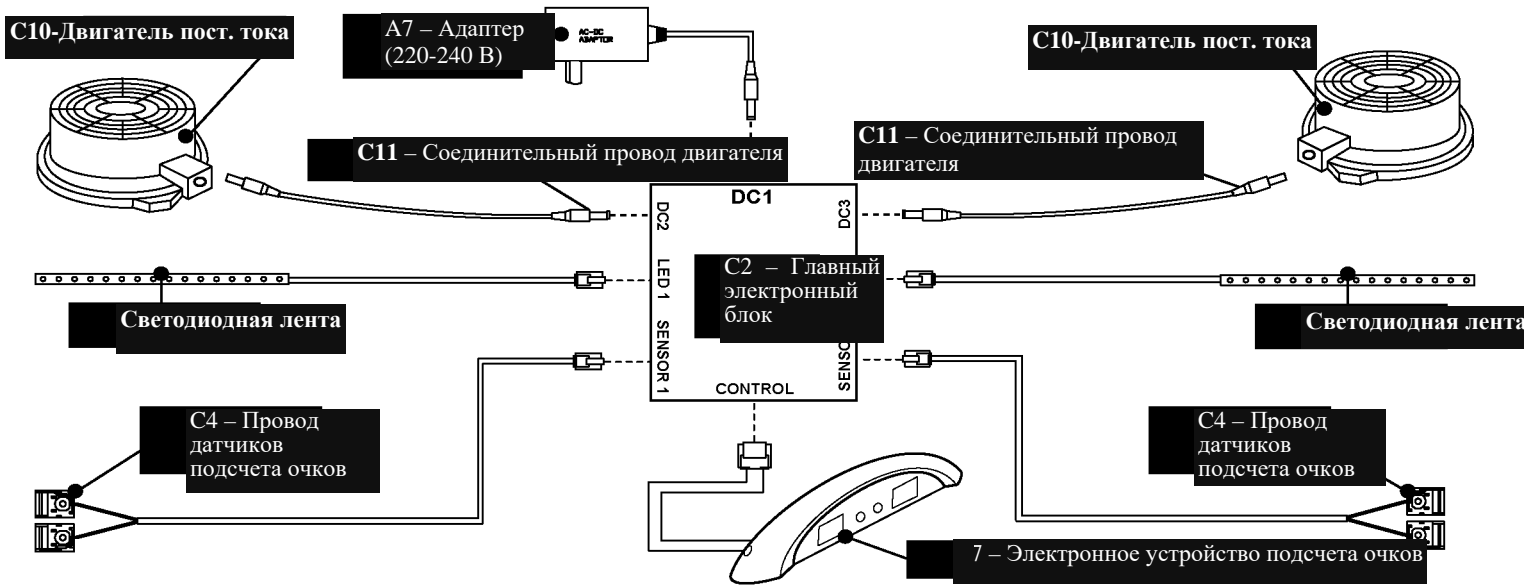 С10-Двигатель пост. тока
А7 – Адаптер
(220-240 В)
AC-DC
ADAPTOR
С10-Двигатель пост. тока
С11 – Соединительный провод двигателя
С11 – Соединительный провод
двигателя
DC1
DC2
DC3
LED 1
С2 – Главный
электронный
блок
Светодиодная лента
Светодиодная лента
SENSOR 1
SENSO
CONTROL
С4 – Провод
датчиков
подсчета очков
С4 – Провод
датчиков
подсчета очков
7 – Электронное устройство подсчета очков